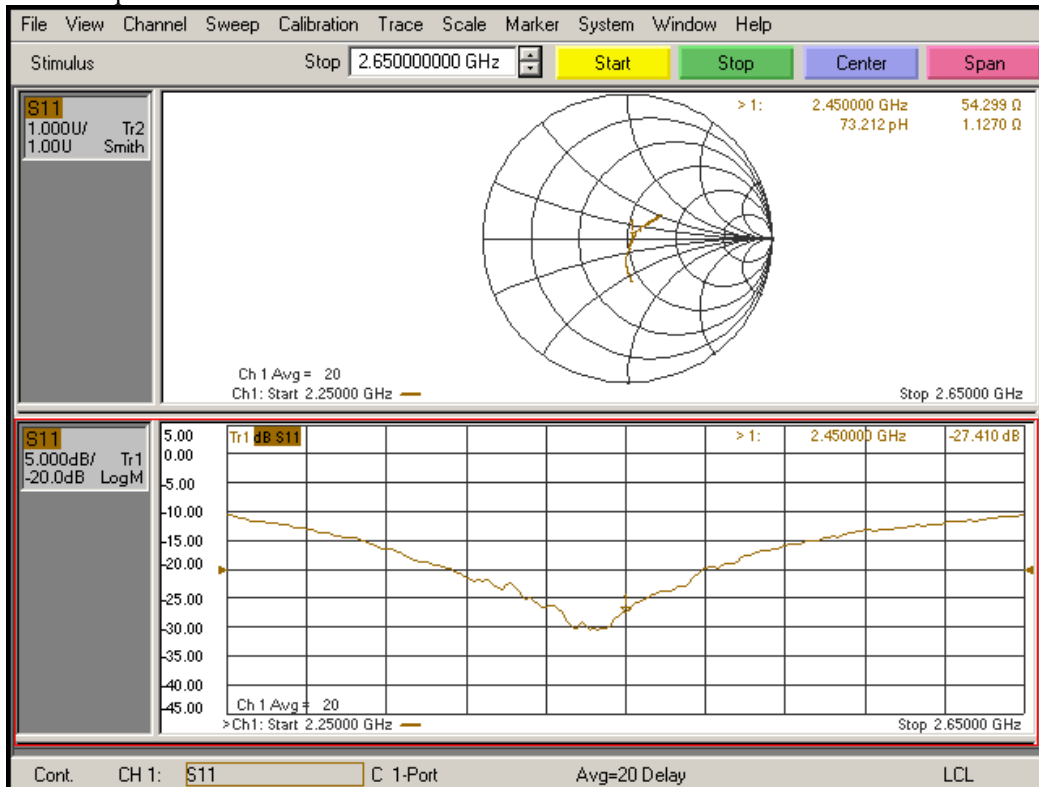 File View Channel Sweep Calibration Trace Scale Marker System Window Help
Stimulus Stop 2.650000000 GHz Start Stop Center Span
S11
1.000U/ Tr2
1.00U Smith
> 1: 2.450000 GHz 54.299 Ω
73.212 pH 1.1270 Ω
Ch 1 Avg = 20
Ch1: Start 2.25000 GHz
Stop 2.65000 GHz
S11
5.000dB/ Tr1
-20.0dB LogM
5.00
0.00
-5.00
-10.00
-15.00
-20.00
-25.00
-30.00
-35.00
-40.00
-45.00
Tr1 dB S11
> 1: 2.450000 GHz -27.410 dB
Ch 1 Avg = 20
>Ch1: Start 2.25000 GHz
Stop 2.65000 GHz
Cont. CH 1: S11 C 1-Port Avg=20 Delay LCL